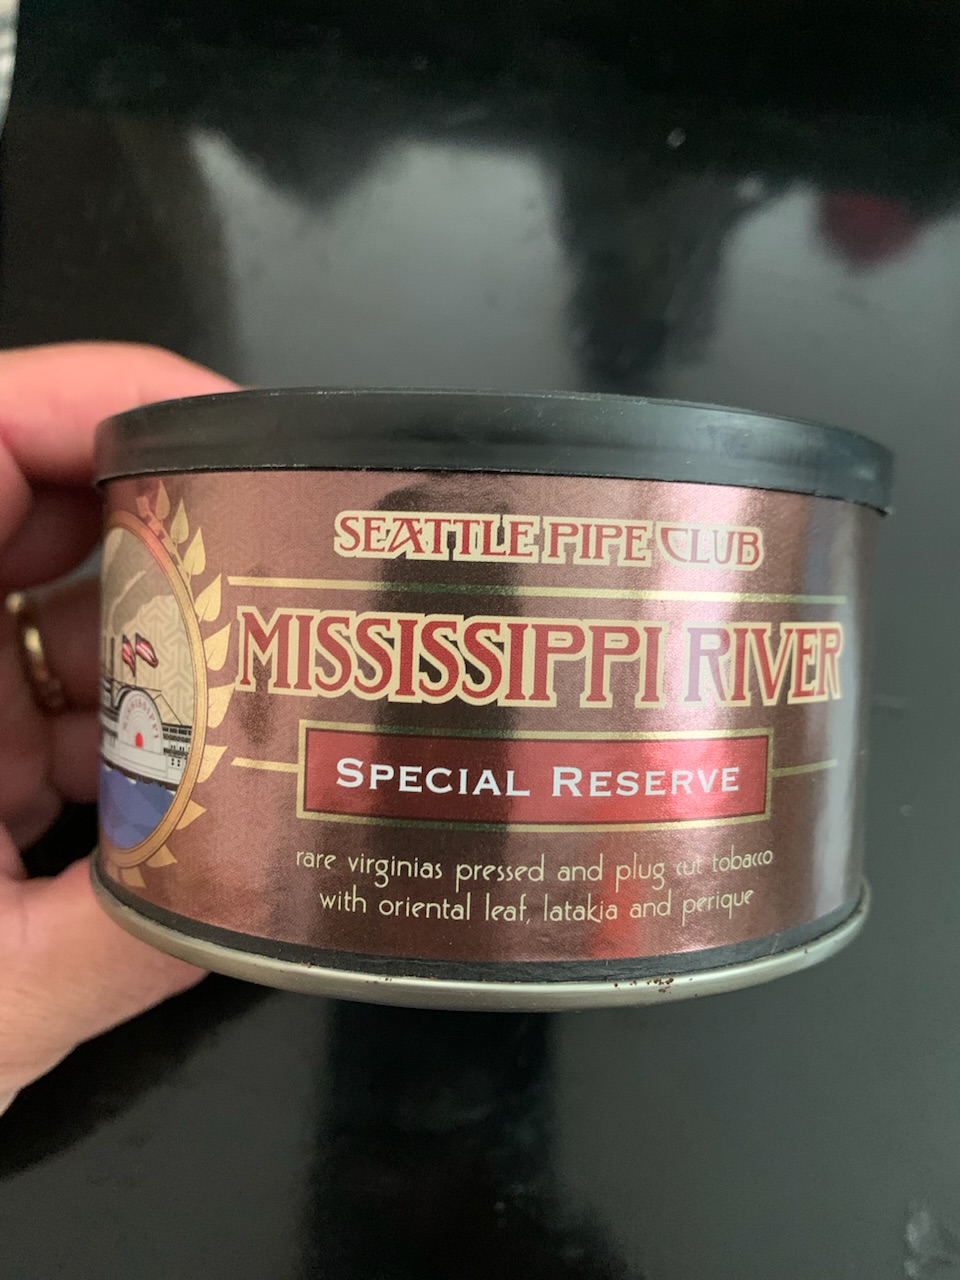 SEATTLE PIPE CLUB
MISSISSIPPI RIVER
SPECIAL RESERVE
rare virginias pressed and plug cut tobacco
with oriental leaf, latakia and perique